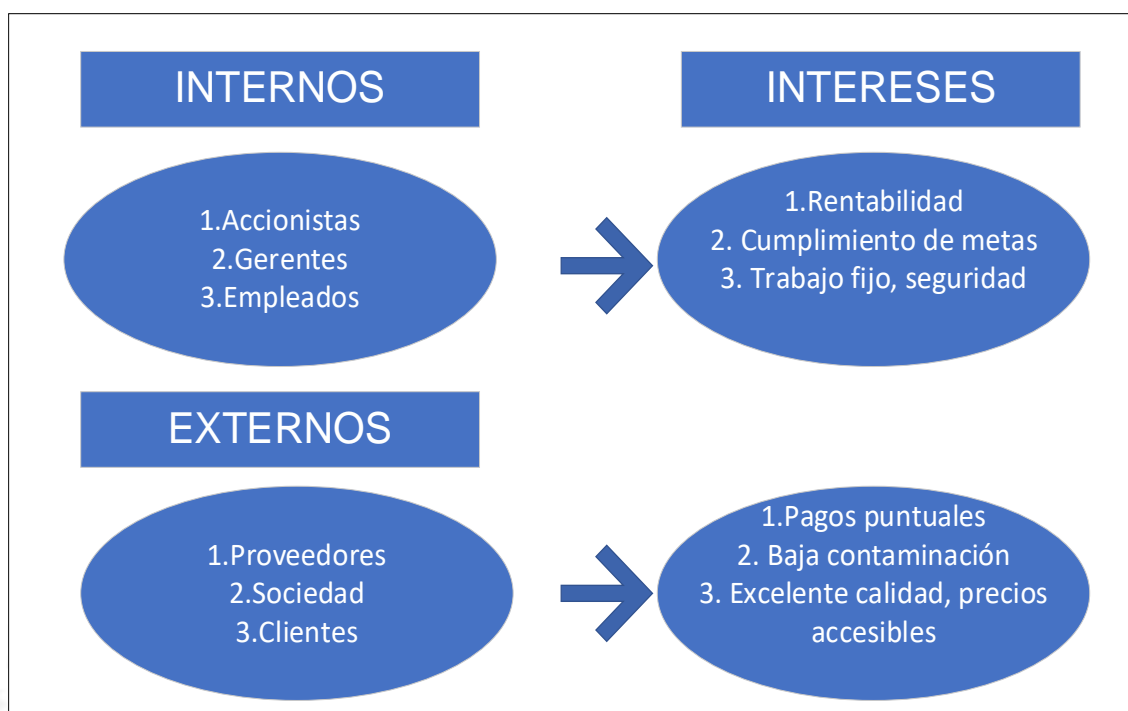 INTERNOS
INTERESES
1.Accionistas
2.Gerentes
3.Empleados
1.Rentabilidad
2. Cumplimiento de metas
3. Trabajo fijo, seguridad
EXTERNOS
1.Proveedores
2.Sociedad
3.Clientes
1.Pagos puntuales
2. Baja contaminación
3. Excelente calidad, precios
accesibles